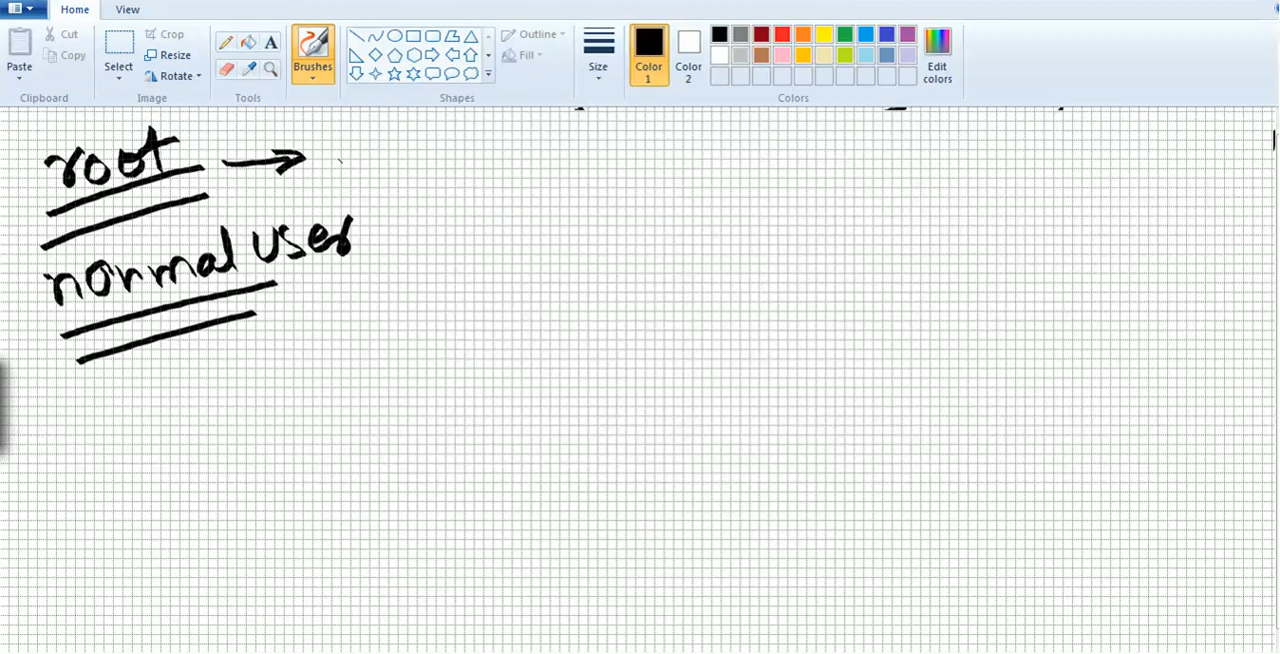 Home View
Cut
Copy
Paste
Clipboard
Crop
Resize
Rotate
Select
Image
A
Tools
Brushes
Outline
Fill
Shapes
Size
Color 1
Color 2
Edit colors
Colors
root →
normal user